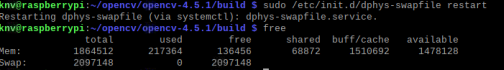 knv@raspberrypi:~/opencv/opencv-4.5.1/build $ sudo /etc/init.d/dphys-swapfile restart
Restarting dphys-swapfile (via systemctl): dphys-swapfile.service.
knv@raspberrypi:~/opencv/opencv-4.5.1/build $ free
total used free shared buff/cache available
Mem: 1864512 217364 136456 68872 1510692 1478128
Swap: 2097148 0 2097148